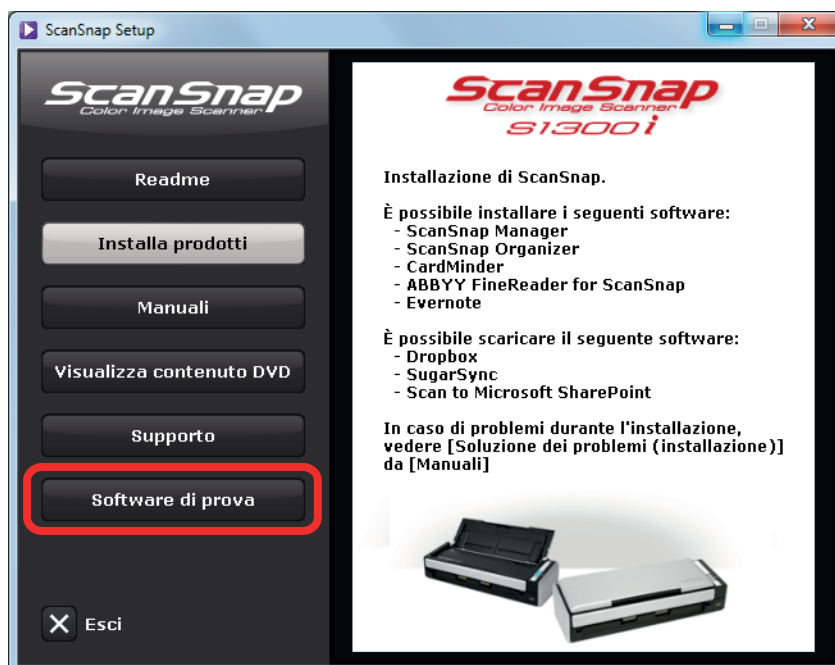 ScanSnap Setup
ScanSnap
Color Image Scanner
Readme
Installa prodotti
Manuali
Visualizza contenuto DVD
Supporto
Software di prova
Esci
ScanSnap
Color Image Scanner
S1300i
Installazione di ScanSnap.
È possibile installare i seguenti software:
- ScanSnap Manager
- ScanSnap Organizer
- CardMinder
- ABBYY FineReader for ScanSnap
- Evernote
È possibile scaricare il seguente software:
- Dropbox
- SugarSync
- Scan to Microsoft SharePoint
In caso di problemi durante l'installazione,
vedere [Soluzione dei problemi (installazione)]
da [Manuali]